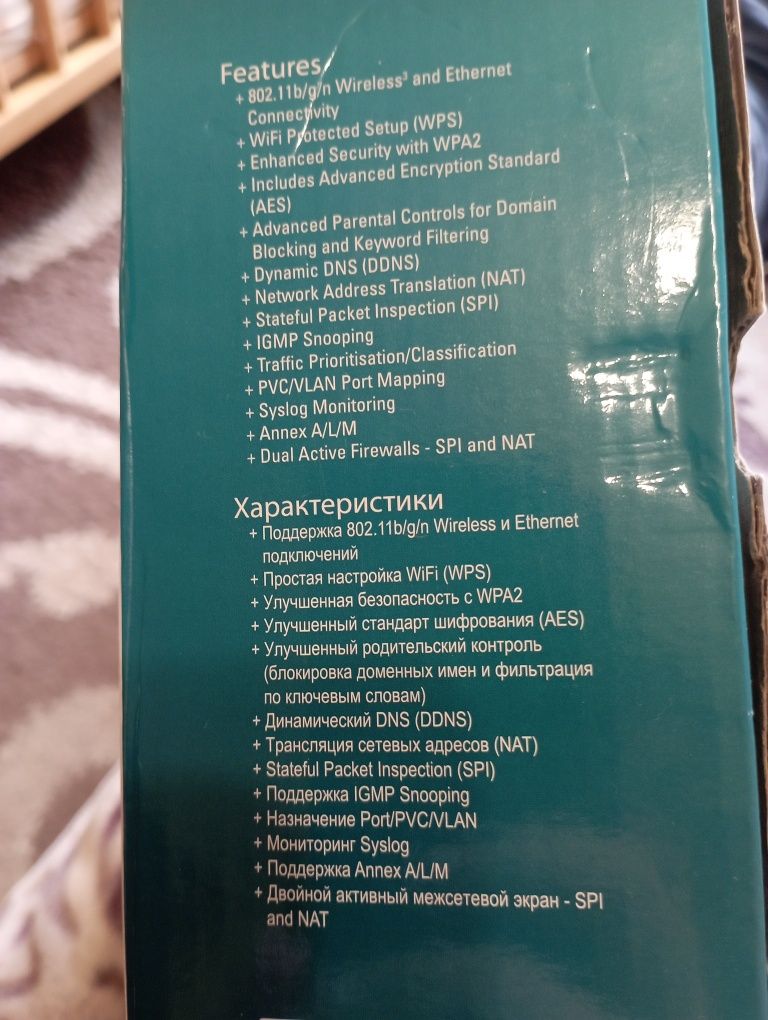 Features
+ 802.11b/g/n Wireless³ and Ethernet
Connectivity
+ WiFi Protected Setup (WPS)
+ Enhanced Security with WPA2
+ Includes Advanced Encryption Standard
(AES)
+ Advanced Parental Controls for Domain
Blocking and Keyword Filtering
+ Dynamic DNS (DDNS)
+ Network Address Translation (NAT)
+ Stateful Packet Inspection (SPI)
+ IGMP Snooping
+ Traffic Prioritisation/Classification
+ PVC/VLAN Port Mapping
+ Syslog Monitoring
+ Annex A/L/M
+ Dual Active Firewalls - SPI and NAT
Характеристики
+ Поддержка 802.11b/g/n Wireless и Ethernet
подключений
+ Простая настройка WiFi (WPS)
+ Улучшенная безопасность с WPA2
+ Улучшенный стандарт шифрования (AES)
+ Улучшенный родительский контроль
(блокировка доменных имен и фильтрация
по ключевым словам)
+ Динамический DNS (DDNS)
+ Трансляция сетевых адресов (NAT)
+ Stateful Packet Inspection (SPI)
+ Поддержка IGMP Snooping
+ Назначение Port/PVC/VLAN
+ Мониторинг Syslog
+ Поддержка Annex A/L/M
+ Двойной активный межсетевой экран - SPI
and NAT